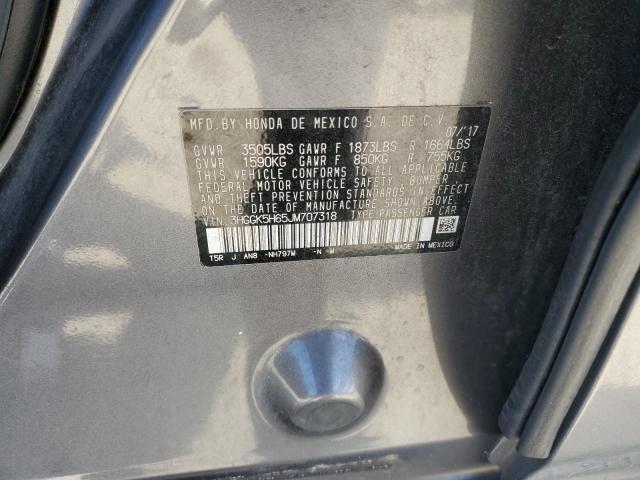 MFD.BY HONDA DE MEXICO S.A. DE C.V.
07/'17
GVWR 3505LBS GAWR F 1873LBS R 1664LBS
GVWR 1590KG GAWR F 850KG R 755KG
THIS VEHICLE CONFORMS TO ALL APPLICABLE
FEDERAL MOTOR VEHICLE SAFETY, BUMPER
AND THEFT PREVENTION STANDARDS IN EFFECT
ON THE DATE OF MANUFACTURE SHOWN ABOVE.
VIN: 3HGGK5H65JM707318 TYPE:PASSENGER CAR
T5R J AN8 -NH797M -N -M MADE IN MEXICO